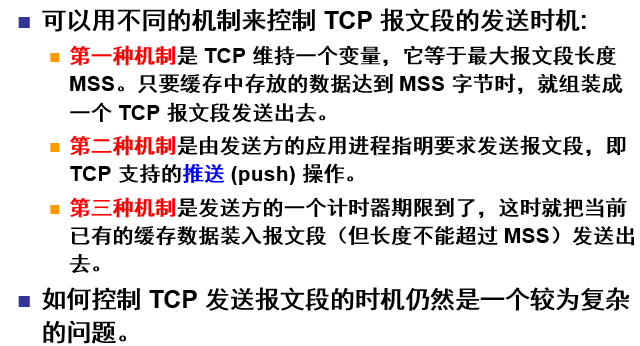 可以用不同的机制来控制 TCP 报文段的发送时机:
第一种机制是 TCP 维持一个变量，它等于最大报文段长度
MSS。只要缓存中存放的数据达到 MSS 字节时，就组装成
一个 TCP 报文段发送出去。
第二种机制是由发送方的应用进程指明要求发送报文段，即
TCP 支持的推送 (push) 操作。
第三种机制是发送方的一个计时器期限到了，这时就把当前
已有的缓存数据装入报文段（但长度不能超过 MSS）发送出
去。
如何控制 TCP 发送报文段的时机仍然是一个较为复杂
的问题。